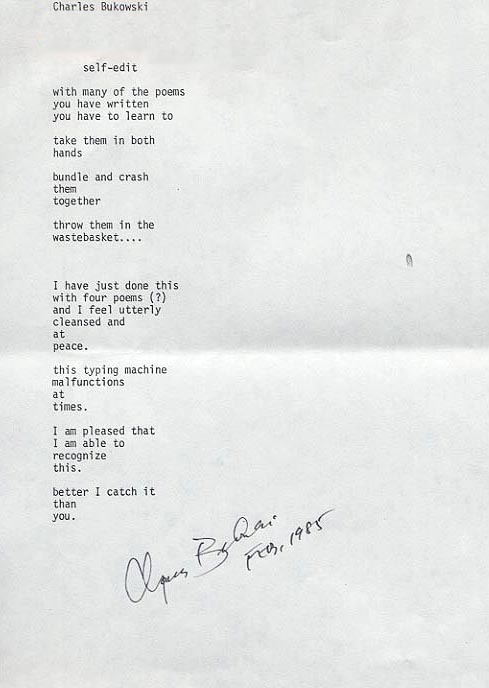 Charles Bukowski
self-edit
with many of the poems
you have written
you have to learn to
take them in both
hands
bundle and crash
them
together
throw them in the
wastebasket....
I have just done this
with four poems (?)
and I feel utterly
cleansed and
at
peace.
this typing machine
malfunctions
at
times.
I am pleased that
I am able to
recognize
this.
better I catch it
than
you.
Charles Bukowski
FEB, 1985